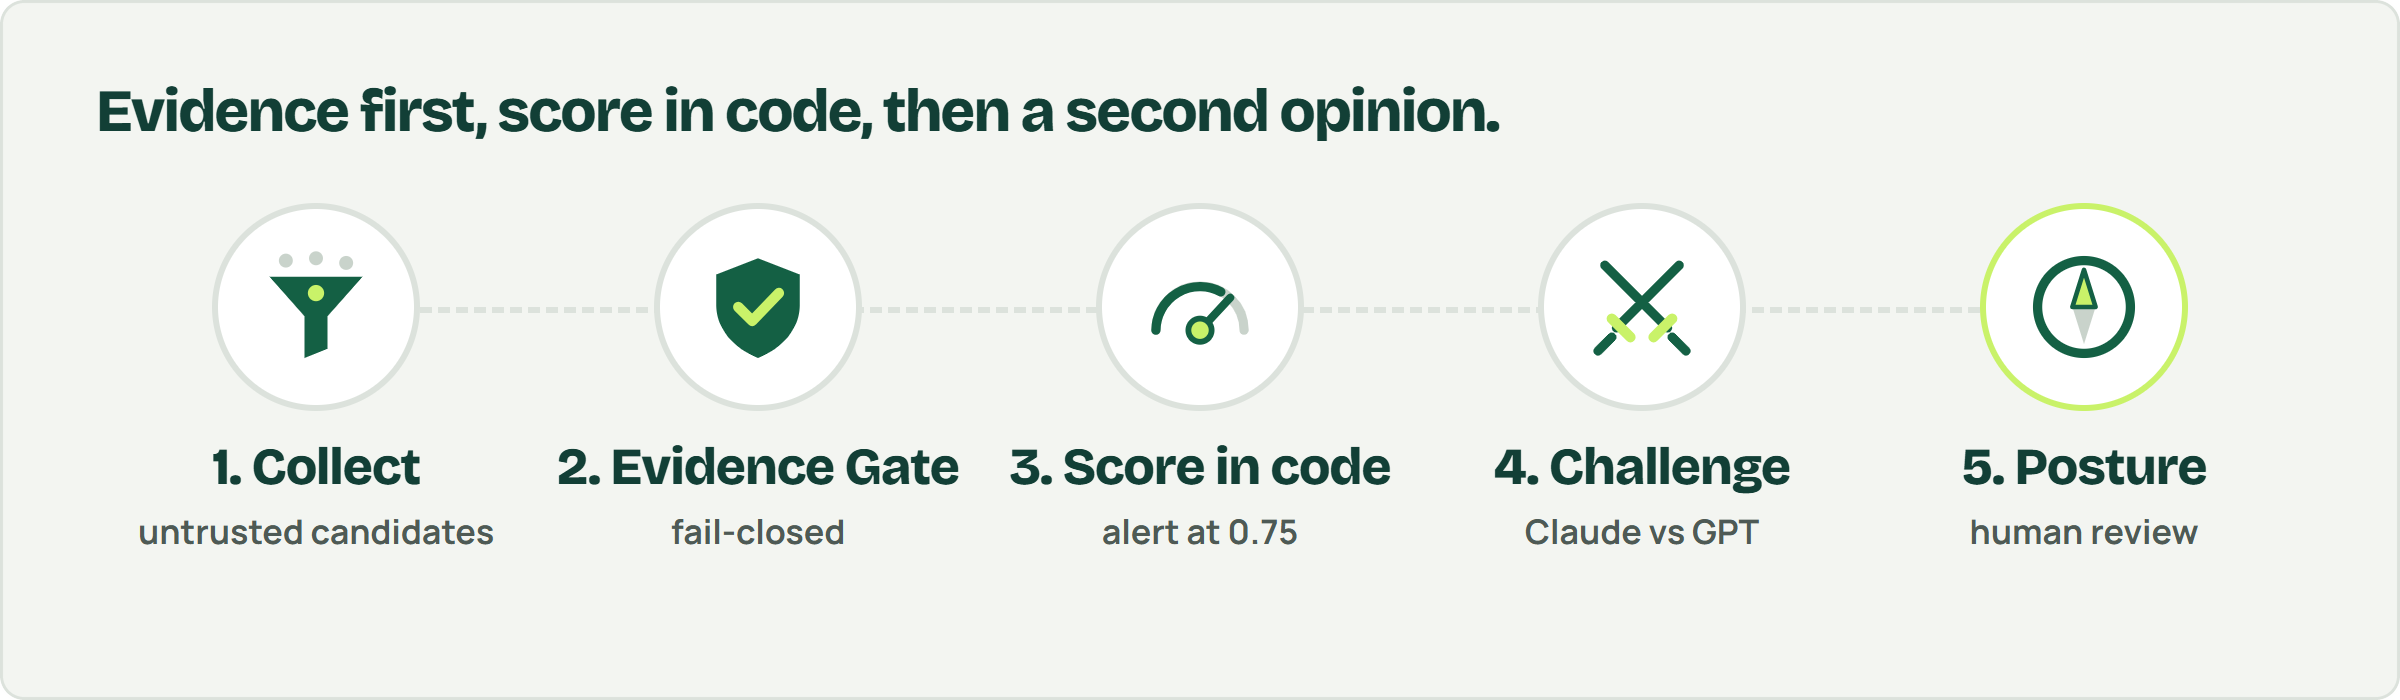 Evidence first, score in code, then a second opinion.
1. Collect
untrusted candidates
2. Evidence Gate
fail-closed
3. Score in code
alert at 0.75
4. Challenge
Claude vs GPT
5. Posture
human review